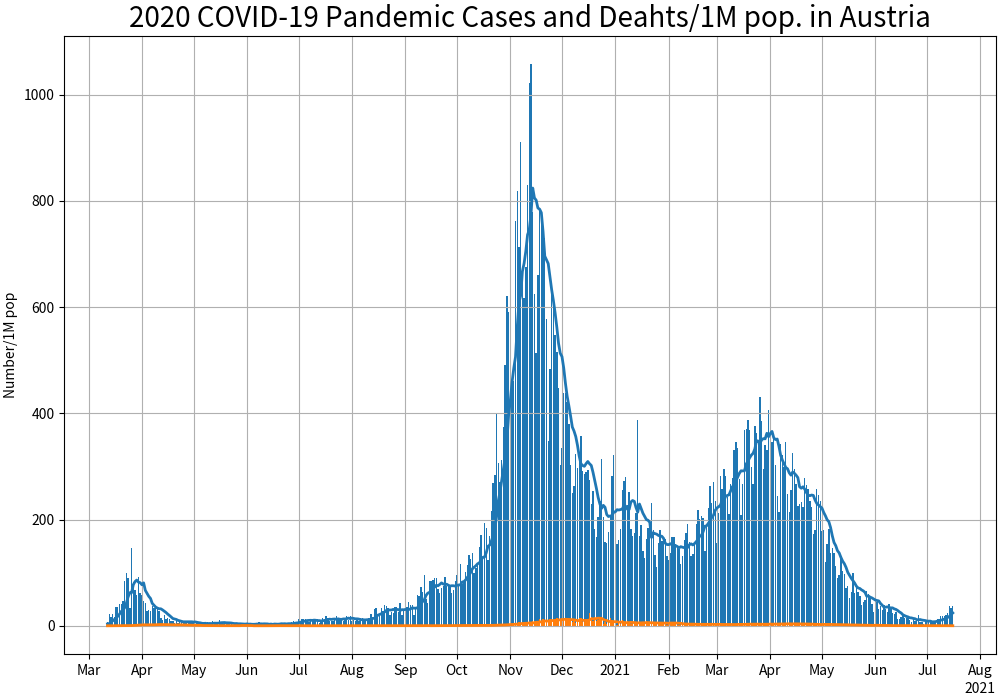 2020 COVID-19 Pandemic Cases and Deahts/1M pop. in Austria
Number/1M pop
1000
800
600
400
200
0
Mar Apr May Jun Jul Aug Sep Oct Nov Dec 2021 Feb Mar Apr May Jun Jul Aug
2021